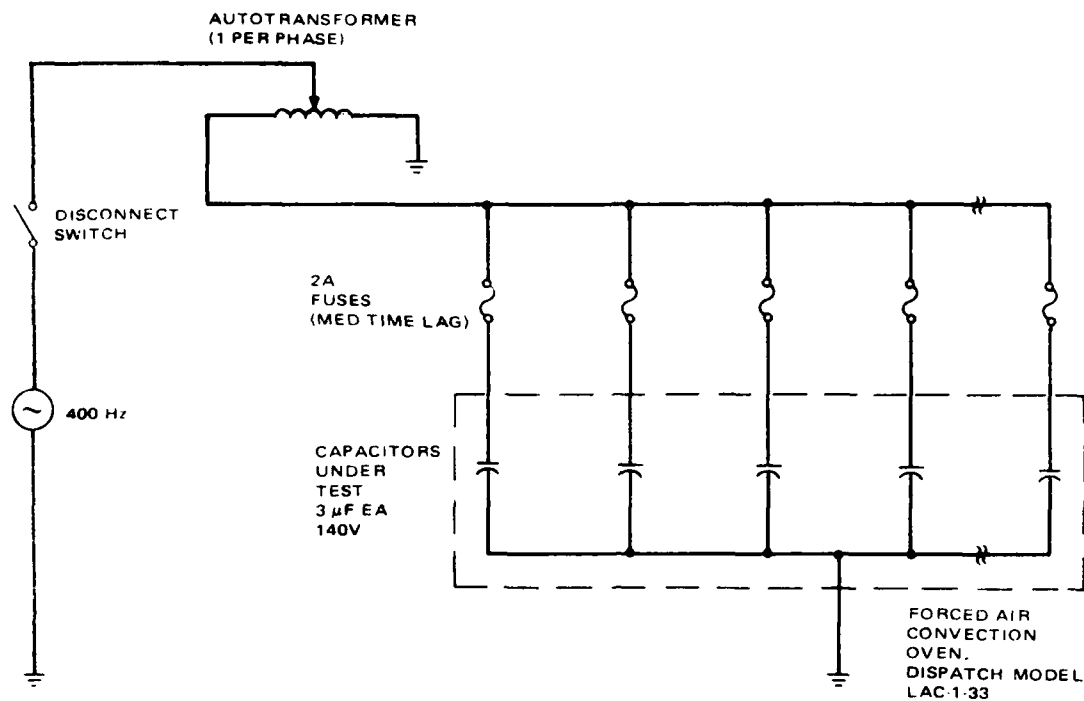 AUTOTRANSFORMER
(1 PER PHASE)
DISCONNECT
SWITCH
2A
FUSES
(MED TIME LAG)
400 Hz
CAPACITORS
UNDER
TEST
3 µF EA
140V
FORCED AIR
CONVECTION
OVEN.
DISPATCH MODEL
LAC-1-33